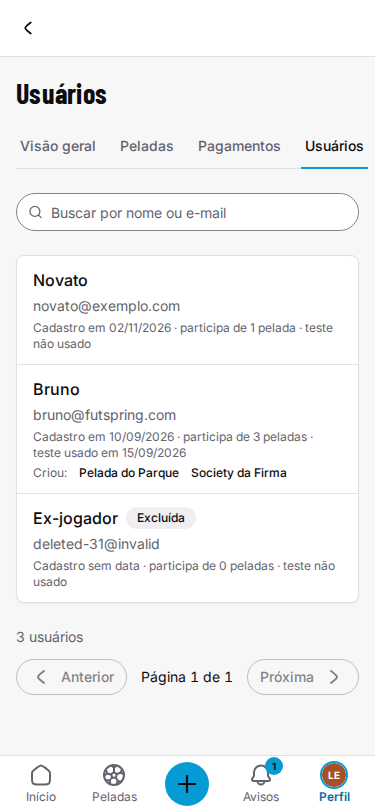 Usuários
Visão geral Peladas Pagamentos Usuários
Buscar por nome ou e-mail
Novato
novato@exemplo.com
Cadastro em 02/11/2026 · participa de 1 pelada · teste
não usado
Bruno
bruno@futspring.com
Cadastro em 10/09/2026 · participa de 3 peladas ·
teste usado em 15/09/2026
Criou: Pelada do Parque Society da Firma
Ex-jogador Excluída
deleted-31@invalid
Cadastro sem data · participa de 0 peladas · teste não
usado
3 usuários
Anterior Página 1 de 1 Próxima
1
LE
Início Peladas Avisos Perfil